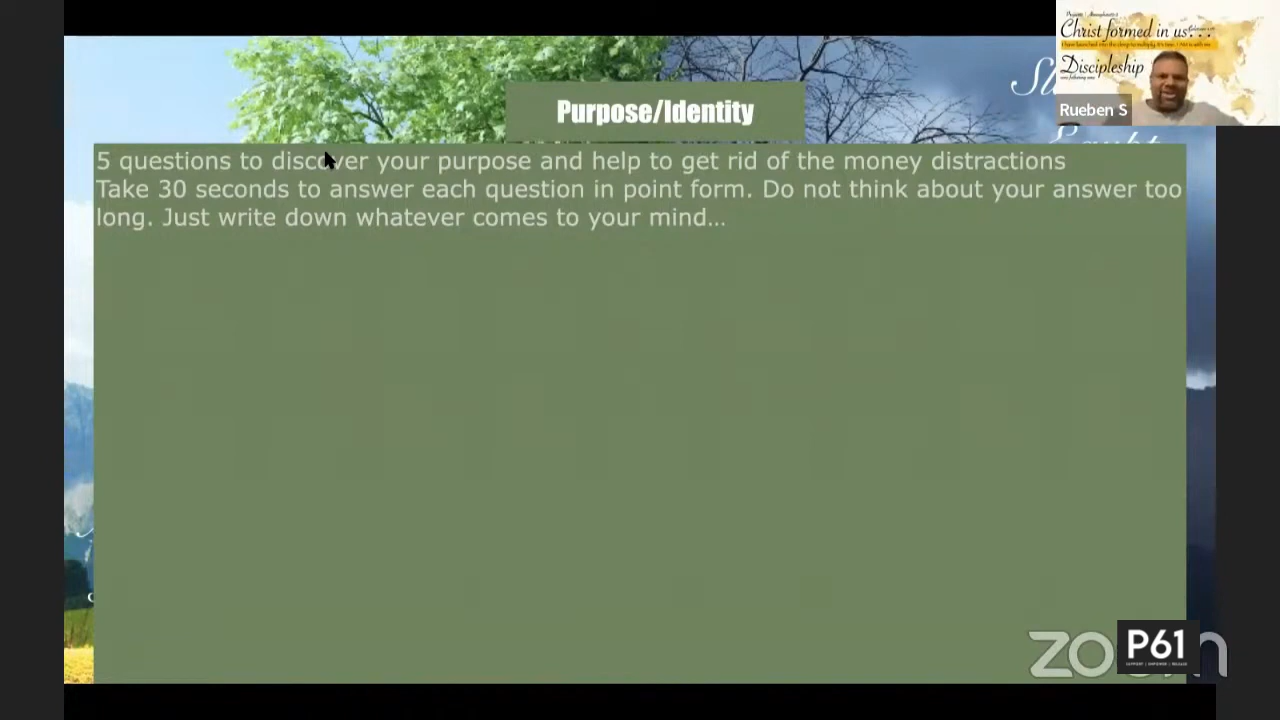 Christ formed in us...
Discipleship
Rueben S
Purpose/Identity
5 questions to discover your purpose and help to get rid of the money distractions
Take 30 seconds to answer each question in point form. Do not think about your answer too
long. Just write down whatever comes to your mind...
P61